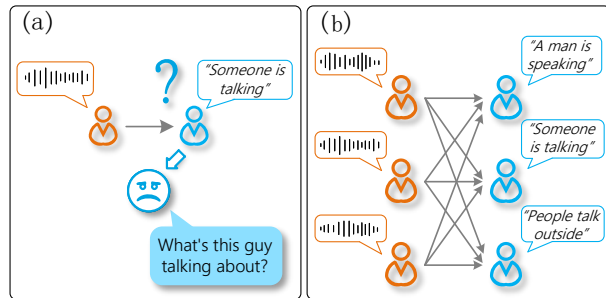 (a)
?
"Someone is
talking"
What's this guy
talking about?
(b)
"A man is
speaking"
"Someone
is talking"
"People talk
outside"